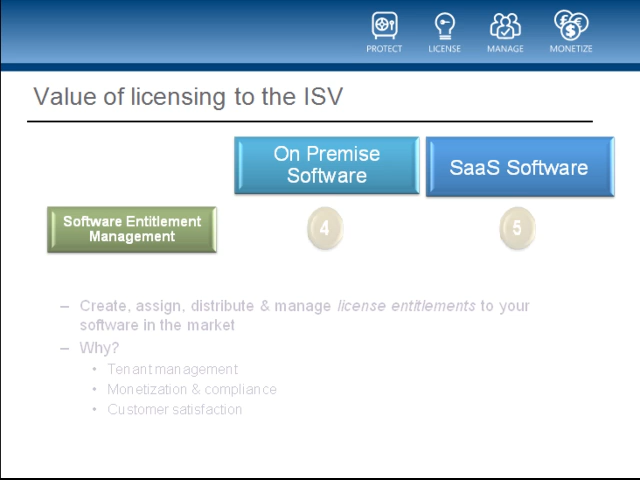 PROTECT LICENSE MANAGE MONETIZE
Value of licensing to the ISV
On Premise
Software
SaaS Software
Software Entitlement
Management
4
5
– Create, assign, distribute & manage license entitlements to your
software in the market
– Why?
• Tenant management
• Monetization & compliance
• Customer satisfaction